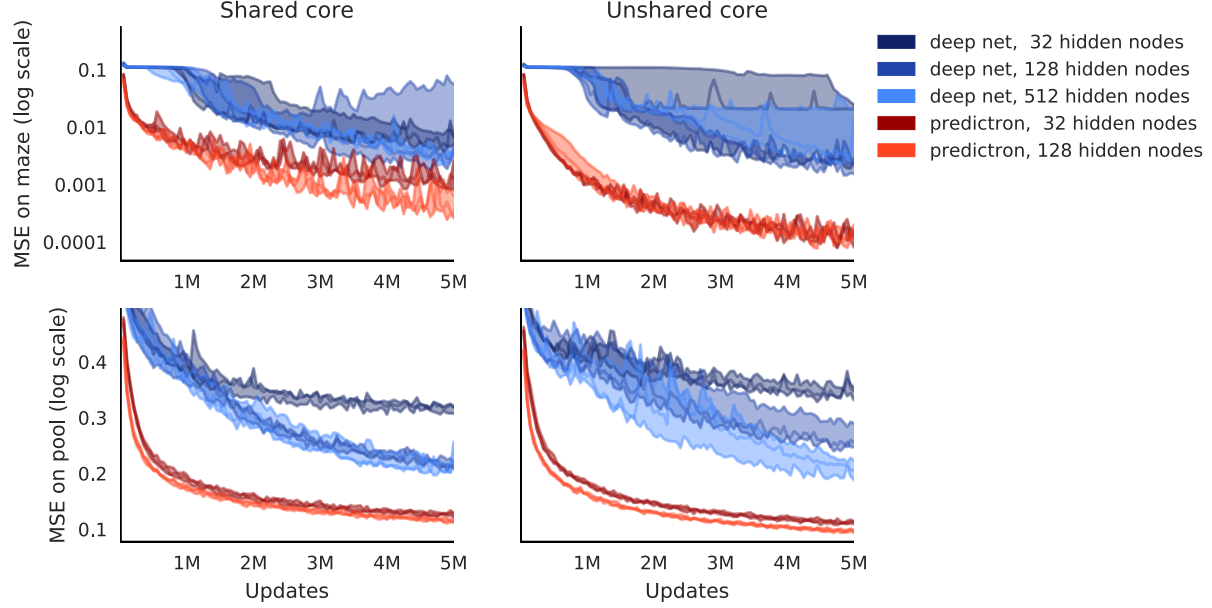 Shared core
Unshared core
MSE on maze (log scale)
0.1
0.01
0.001
0.0001
1M 2M 3M 4M 5M
1M 2M 3M 4M 5M
deep net, 32 hidden nodes
deep net, 128 hidden nodes
deep net, 512 hidden nodes
predictron, 32 hidden nodes
predictron, 128 hidden nodes
MSE on pool (log scale)
0.4
0.3
0.2
0.1
1M 2M 3M 4M 5M
1M 2M 3M 4M 5M
Updates
Updates